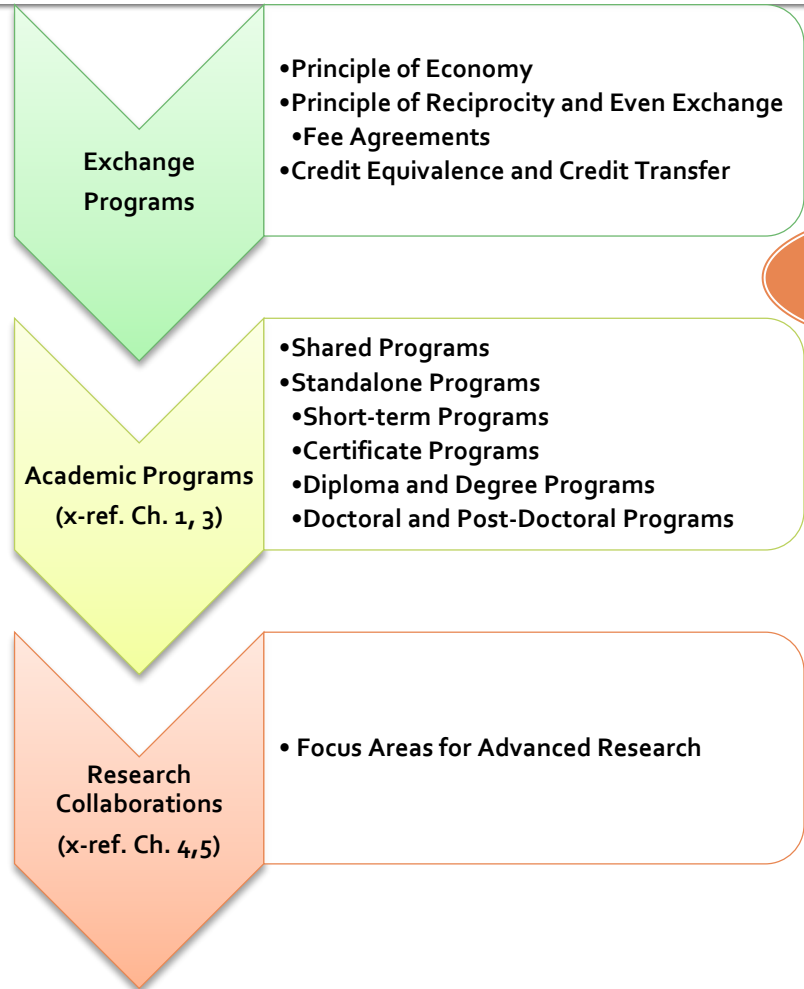 Exchange
Programs
•Principle of Economy
•Principle of Reciprocity and Even Exchange
•Fee Agreements
•Credit Equivalence and Credit Transfer
Academic Programs
(x-ref. Ch. 1, 3)
•Shared Programs
•Standalone Programs
•Short-term Programs
•Certificate Programs
•Diploma and Degree Programs
•Doctoral and Post-Doctoral Programs
Research
Collaborations
(x-ref. Ch. 4,5)
• Focus Areas for Advanced Research